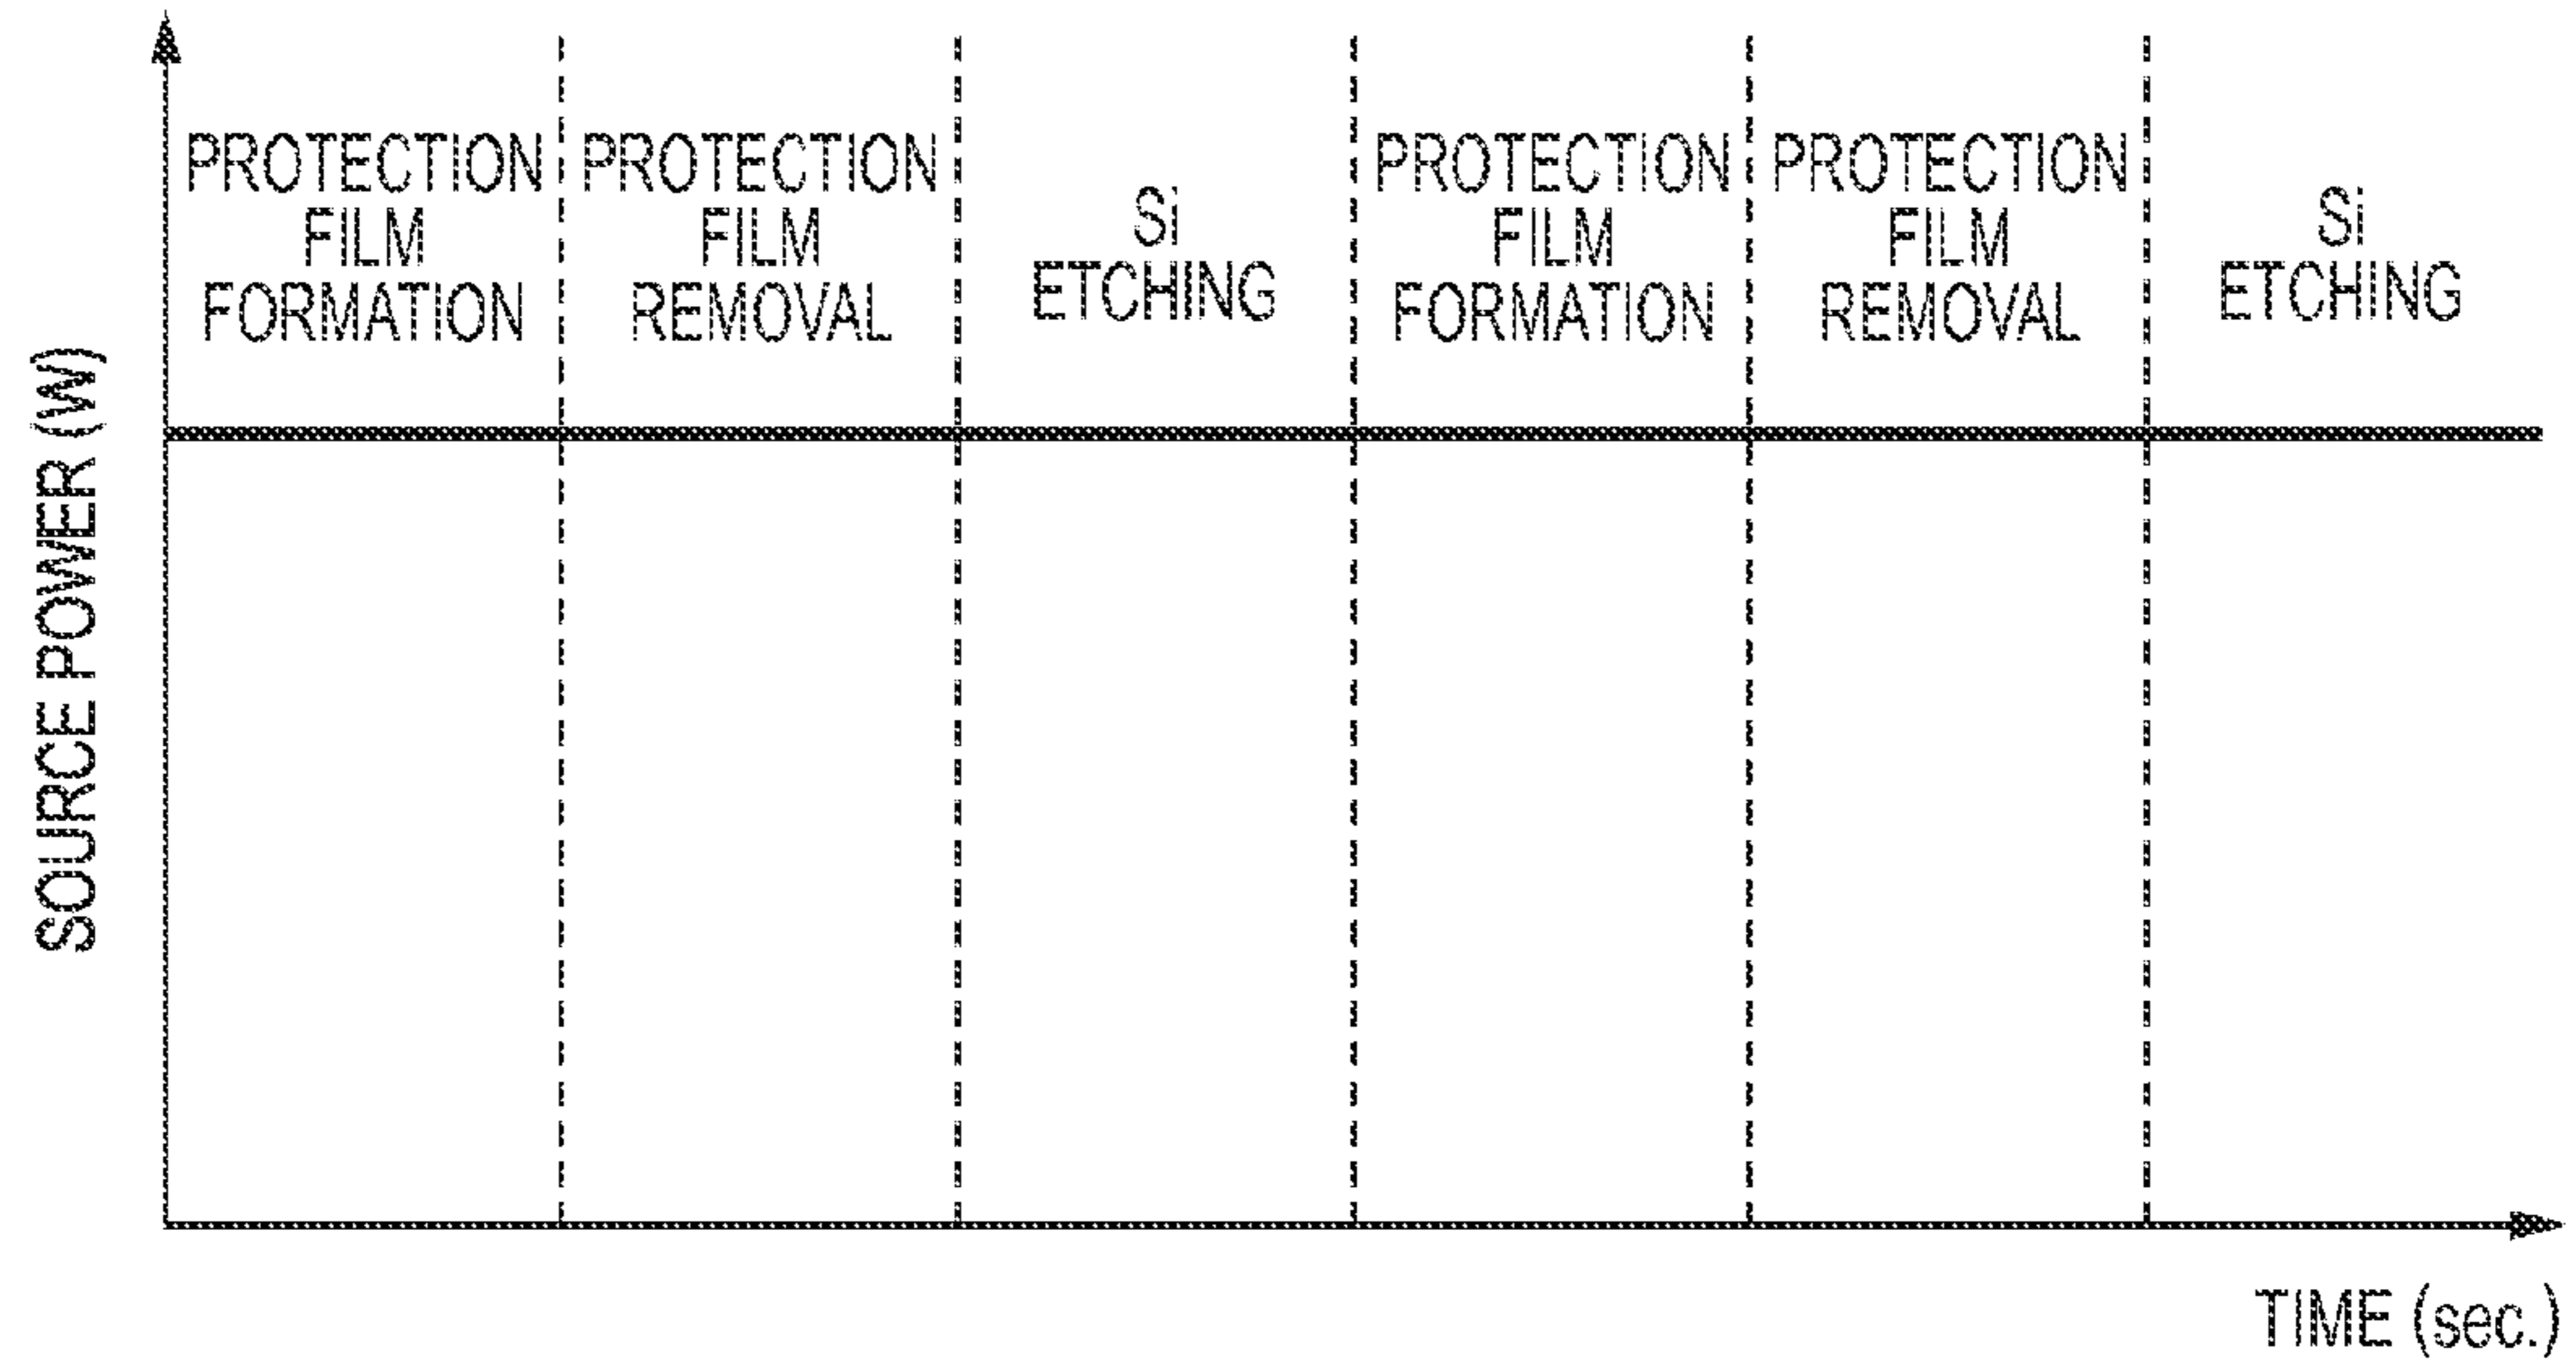 PROTECTION
FILM
FORMATION
PROTECTION
FILM
REMOVAL
Si
ETCHING
PROTECTION
FILM
FORMATION
PROTECTION
FILM
REMOVAL
Si
ETCHING
SOURCE POWER (W)
TIME (sec.)